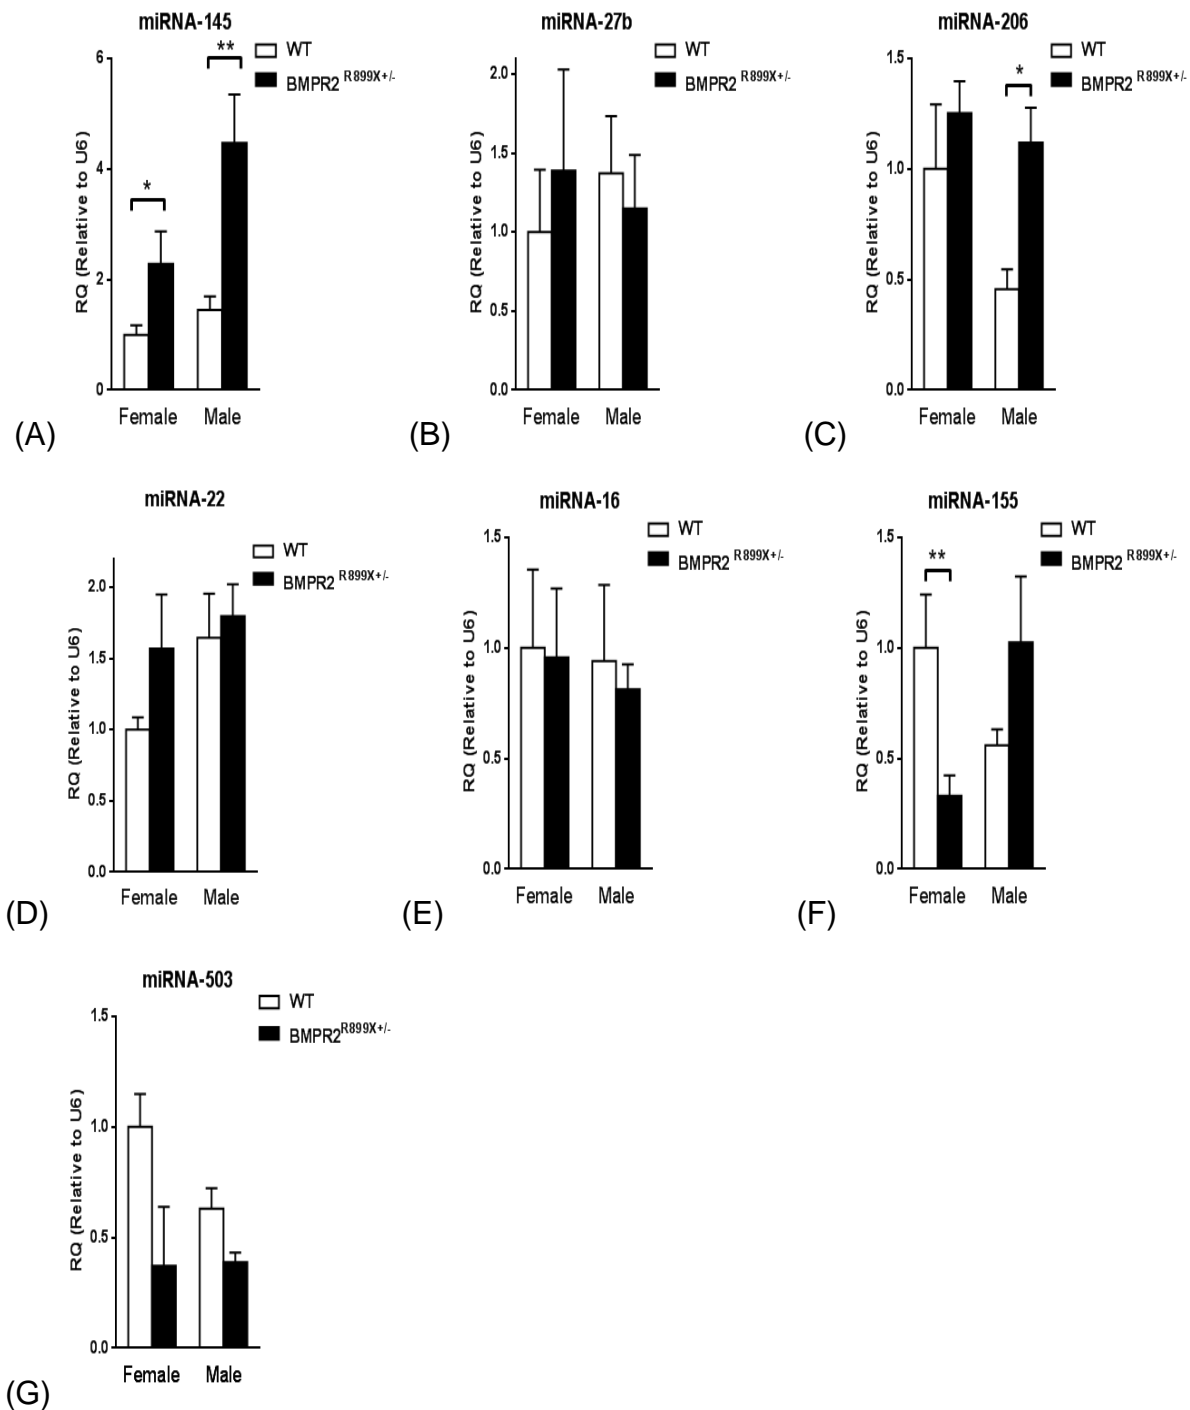 miRNA-145
WT
BMPR2 R899X+/-
RQ (Relative to U6)
6
4
2
0
*
**
Female Male
(A)
miRNA-27b
WT
BMPR2 R899X+/-
RQ (Relative to U6)
2.0
1.5
1.0
0.5
0.0
Female Male
(B)
miRNA-206
WT
BMPR2 R899X+/-
RQ (Relative to U6)
1.5
1.0
0.5
0.0
*
Female Male
(C)
miRNA-22
WT
BMPR2 R899X+/-
RQ (Relative to U6)
2.0
1.5
1.0
0.5
0.0
Female Male
(D)
miRNA-16
WT
BMPR2 R899X+/-
RQ (Relative to U6)
1.5
1.0
0.5
0.0
Female Male
(E)
miRNA-155
WT
BMPR2 R899X+/-
RQ (Relative to U6)
1.5
1.0
0.5
0.0
**
Female Male
(F)
miRNA-503
WT
BMPR2R899X+/-
RQ (Relative to U6)
1.5
1.0
0.5
0.0
Female Male
(G)